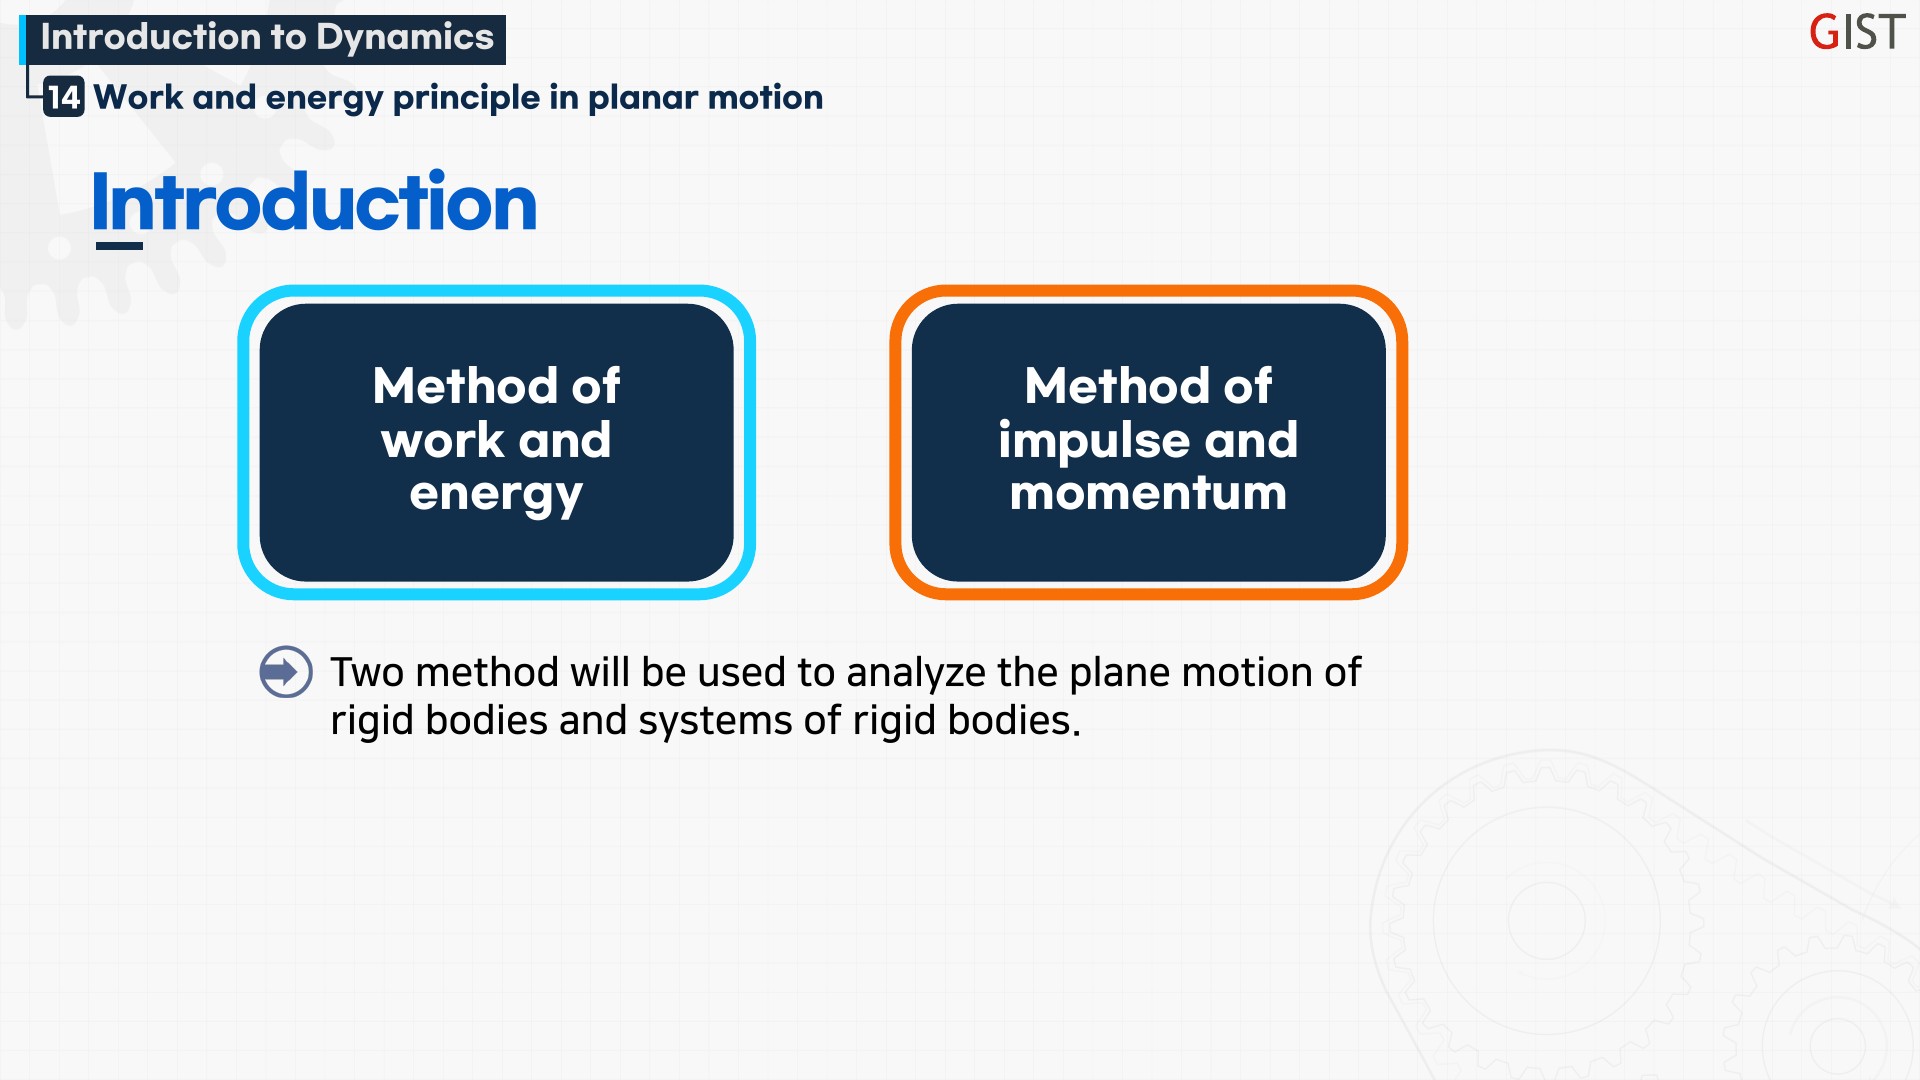 Introduction to Dynamics
GIST
14 Work and energy principle in planar motion
Introduction
Method of
work and
energy
Method of
impulse and
momentum
Two method will be used to analyze the plane motion of
rigid bodies and systems of rigid bodies.